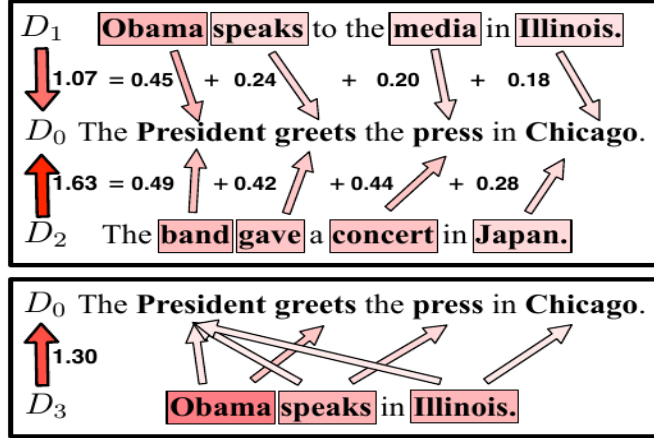 D1 Obama speaks to the media in Illinois.
1.07 = 0.45 + 0.24 + 0.20 + 0.18
D0 The President greets the press in Chicago.
1.63 = 0.49 + 0.42 + 0.44 + 0.28
D2 The band gave a concert in Japan.
D0 The President greets the press in Chicago.
1.30
D3 Obama speaks in Illinois.